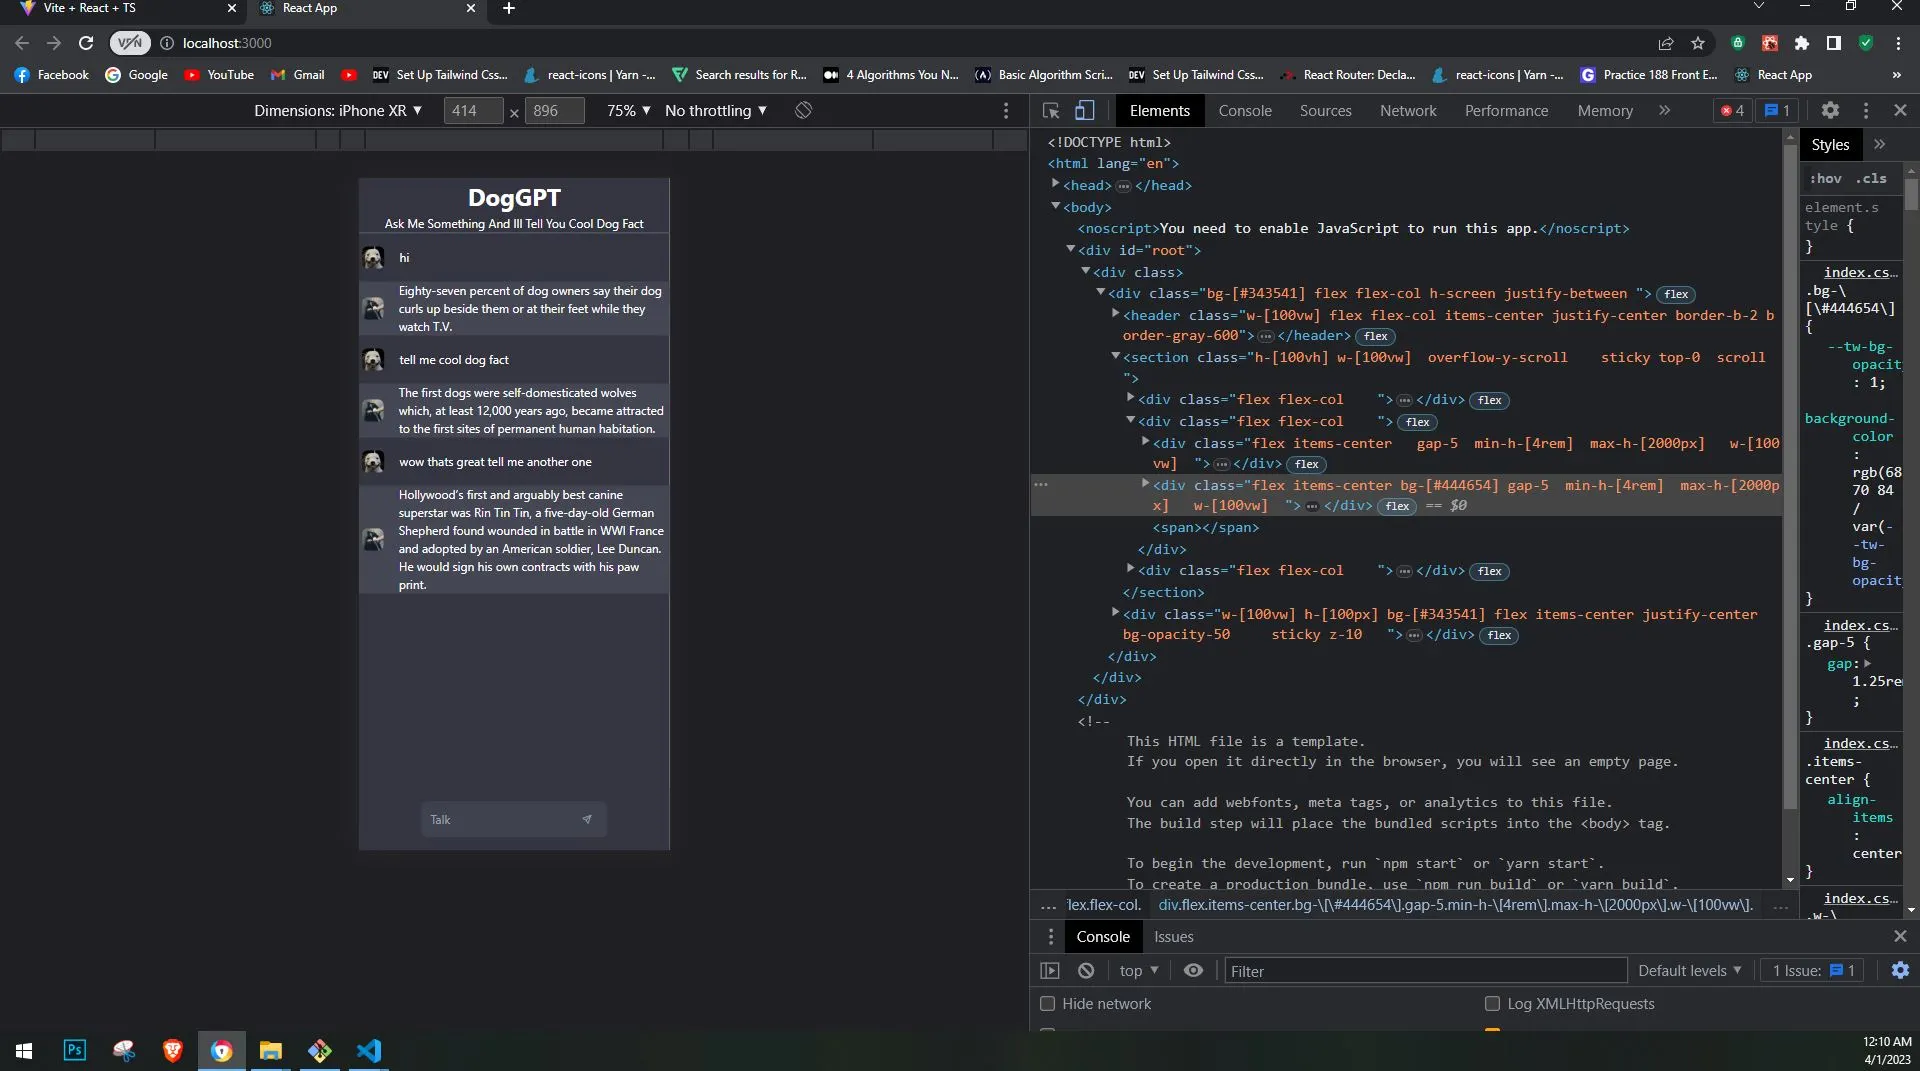 Vite + React + TS
React App
VPN
localhost:3000
Facebook
Google
YouTube
Gmail
DEV Set Up Tailwind Css...
react-icons | Yarn -...
Search results for R...
4 Algorithms You N...
(A) Basic Algorithm Scri...
DEV Set Up Tailwind Css...
React Router: Decla...
react-icons | Yarn -...
G Practice 188 Front E...
React App
»
Dimensions: iPhone XR
414 × 896
75%
No throttling
DogGPT
Ask Me Something And Ill Tell You Cool Dog Fact
hi
Eighty-seven percent of dog owners say their dog
curls up beside them or at their feet while they
watch T.V.
tell me cool dog fact
The first dogs were self-domesticated wolves
which, at least 12,000 years ago, became attracted
to the first sites of permanent human habitation.
wow thats great tell me another one
Hollywood's first and arguably best canine
superstar was Rin Tin Tin, a five-day-old German
Shepherd found wounded in battle in WWI France
and adopted by an American soldier, Lee Duncan.
He would sign his own contracts with his paw
print.
Talk
Elements
Console
Sources
Network
Performance
Memory
»
4
1
<!DOCTYPE html>
<html lang="en">
<head> ... </head>
<body>
<noscript>You need to enable JavaScript to run this app.</noscript>
<div id="root">
<div class>
<div class="bg-[#343541] flex flex-col h-screen justify-between "> flex
<header class="w-[100vw] flex flex-col items-center justify-center border-b-2 b
order-gray-600"> ... </header> flex
<section class="h-[100vh] w-[100vw]  overflow-y-scroll    sticky top-0  scroll
">
<div class="flex flex-col    "> ... </div> flex
<div class="flex flex-col    "> flex
<div class="flex items-center   gap-5  min-h-[4rem]  max-h-[2000px]   w-[100
vw]  "> ... </div> flex
<div class="flex items-center bg-[#444654] gap-5  min-h-[4rem]  max-h-[2000p
x]   w-[100vw]  "> ... </div> flex == $0
<span></span>
</div>
<div class="flex flex-col    "> ... </div> flex
</section>
<div class="w-[100vw] h-[100px] bg-[#343541] flex items-center justify-center
bg-opacity-50     sticky z-10   "> ... </div> flex
</div>
</div>
</div>
<!--
This HTML file is a template.
If you open it directly in the browser, you will see an empty page.
You can add webfonts, meta tags, or analytics to this file.
The build step will place the bundled scripts into the <body> tag.
To begin the development, run `npm start` or `yarn start`.
To create a production bundle, use `npm run build` or `yarn build`.
... flex.flex-col. div.flex.items-center.bg-\[\#444654\].gap-5.min-h-\[4rem\].max-h-\[2000px\].w-\[100vw\]. ...
Styles
»
:hov .cls
element.s
tyle {
}
index.cs...
.bg-\
[\#444654\]
{
--tw-bg-
opacity
: 1;
background-
color
:
rgb(68
70 84
/
var(-
-tw-
bg-
opacit
}
index.cs...
.gap-5 {
gap:
1.25re
;
}
index.cs...
.items-
center {
align-
items
:
center
}
index.cs...
.w-\
Console
Issues
top
Filter
Default levels
1 Issue: 1
Hide network
Log XMLHttpRequests
Ps
12:10 AM
4/1/2023